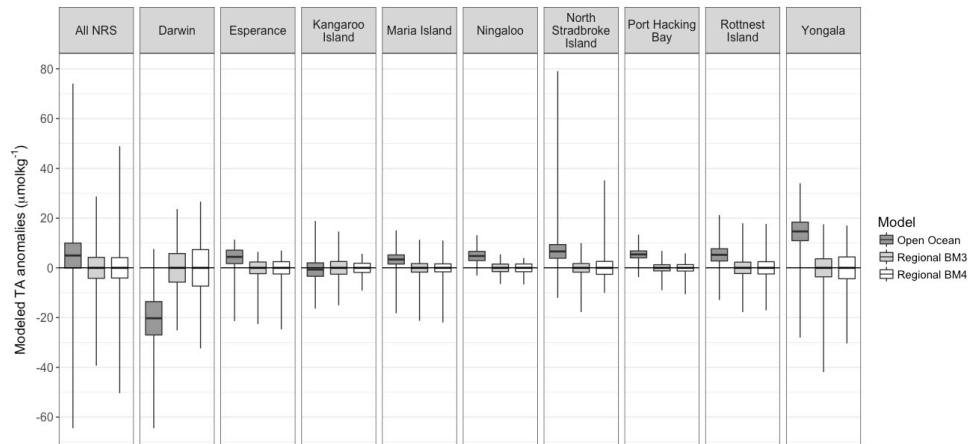 All NRS
Darwin
Esperance
Kangaroo
Island
Maria Island
Ningaloo
North
Stradbroke
Island
Port Hacking
Bay
Rottnest
Island
Yongala
Modeled TA anomalies (μmolkg⁻¹)
80
60
40
20
0
-20
-40
-60
Model
Open Ocean
Regional BM3
Regional BM4